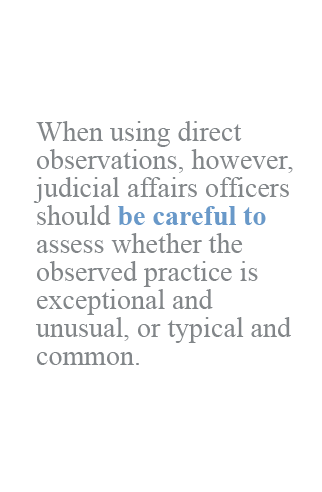 When using direct
observations, however,
judicial affairs officers
should be careful to
assess whether the
observed practice is
exceptional and
unusual, or typical and
common.